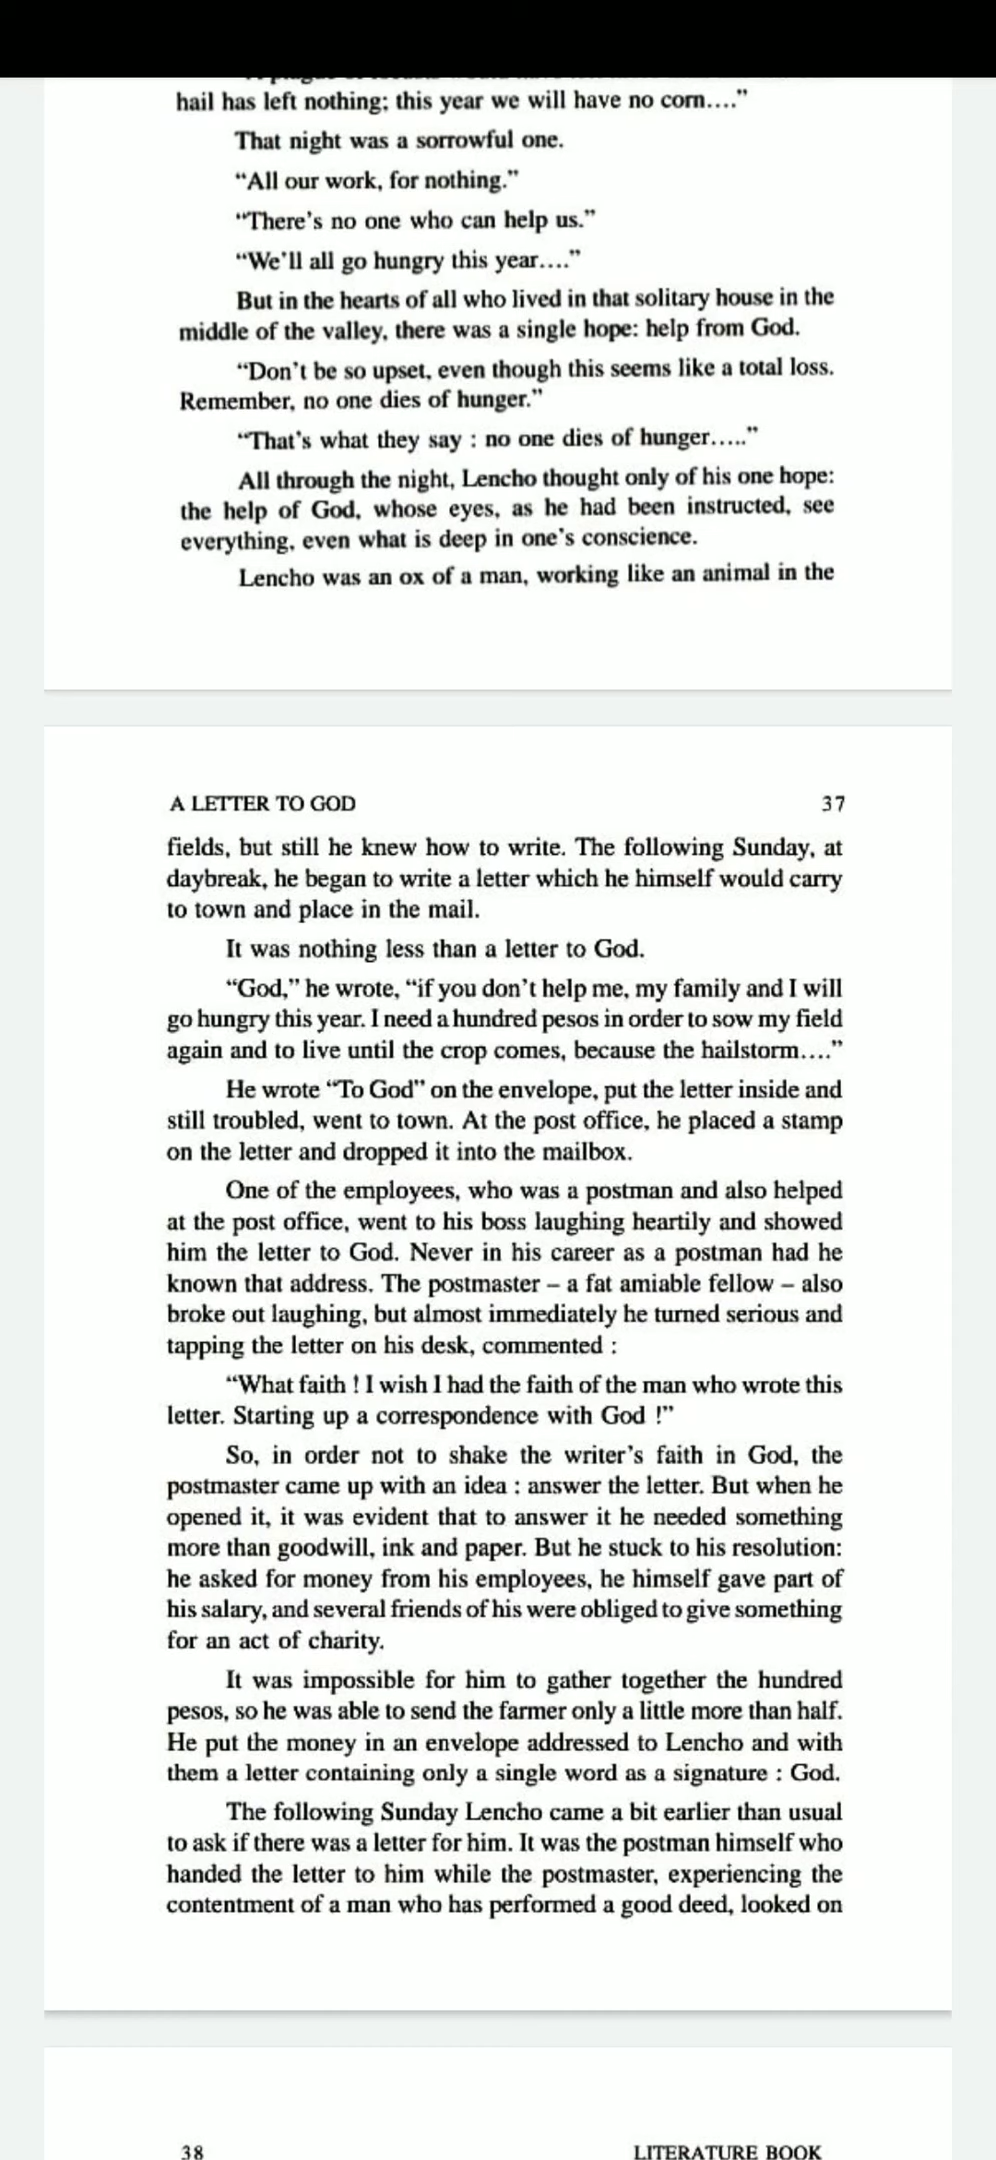 hail has left nothing; this year we will have no corn....”
That night was a sorrowful one.
“All our work, for nothing.”
“There’s no one who can help us.”
“We’ll all go hungry this year....”
But in the hearts of all who lived in that solitary house in the
middle of the valley, there was a single hope: help from God.
“Don’t be so upset, even though this seems like a total loss.
Remember, no one dies of hunger.”
“That’s what they say : no one dies of hunger.....”
All through the night, Lencho thought only of his one hope:
the help of God, whose eyes, as he had been instructed, see
everything, even what is deep in one’s conscience.
Lencho was an ox of a man, working like an animal in the
A LETTER TO GOD 37
fields, but still he knew how to write. The following Sunday, at
daybreak, he began to write a letter which he himself would carry
to town and place in the mail.
It was nothing less than a letter to God.
“God,” he wrote, “if you don’t help me, my family and I will
go hungry this year. I need a hundred pesos in order to sow my field
again and to live until the crop comes, because the hailstorm....”
He wrote “To God” on the envelope, put the letter inside and
still troubled, went to town. At the post office, he placed a stamp
on the letter and dropped it into the mailbox.
One of the employees, who was a postman and also helped
at the post office, went to his boss laughing heartily and showed
him the letter to God. Never in his career as a postman had he
known that address. The postmaster – a fat amiable fellow – also
broke out laughing, but almost immediately he turned serious and
tapping the letter on his desk, commented :
“What faith ! I wish I had the faith of the man who wrote this
letter. Starting up a correspondence with God !”
So, in order not to shake the writer’s faith in God, the
postmaster came up with an idea : answer the letter. But when he
opened it, it was evident that to answer it he needed something
more than goodwill, ink and paper. But he stuck to his resolution:
he asked for money from his employees, he himself gave part of
his salary, and several friends of his were obliged to give something
for an act of charity.
It was impossible for him to gather together the hundred
pesos, so he was able to send the farmer only a little more than half.
He put the money in an envelope addressed to Lencho and with
them a letter containing only a single word as a signature : God.
The following Sunday Lencho came a bit earlier than usual
to ask if there was a letter for him. It was the postman himself who
handed the letter to him while the postmaster, experiencing the
contentment of a man who has performed a good deed, looked on
38 LITERATURE BOOK